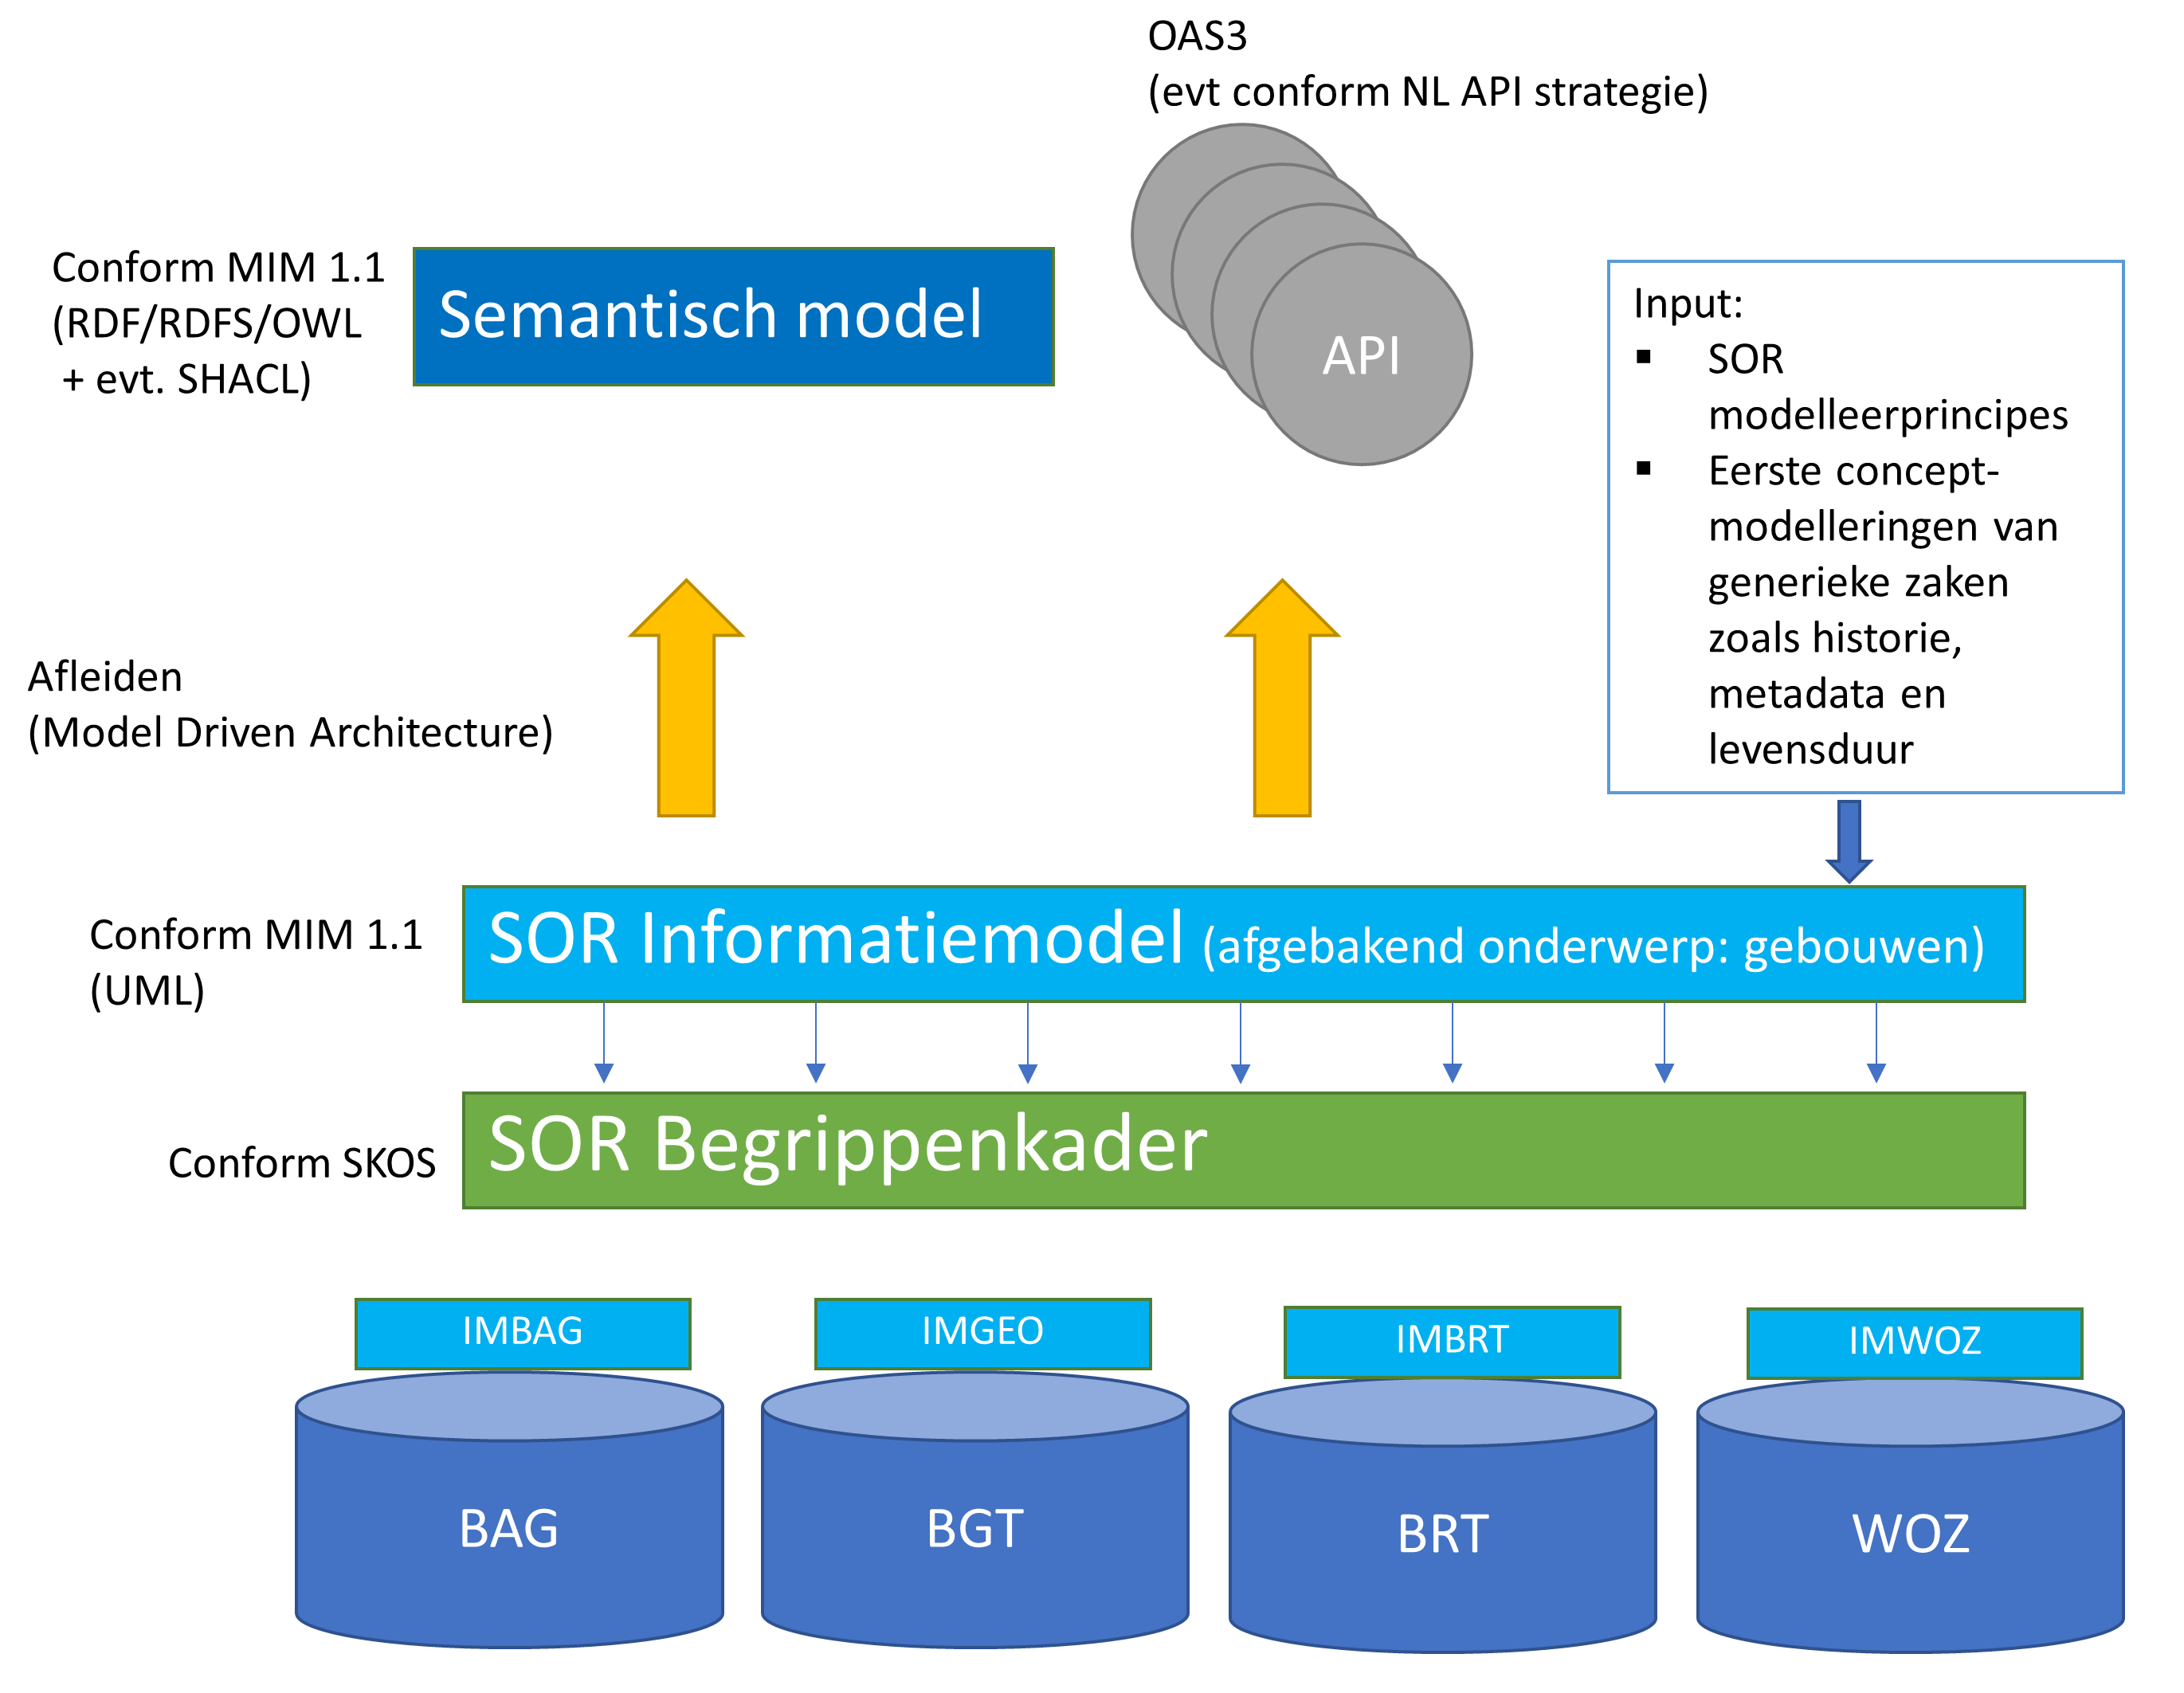 OAS3
(evt conform NL API strategie)
Conform MIM 1.1
(RDF/RDFS/OWL
+ evt. SHACL)
Semantisch model
API
Input:
▪ SOR
modelleerprincipes
▪ Eerste concept-
modelleringen van
generieke zaken
zoals historie,
metadata en
levensduur
Afleiden
(Model Driven Architecture)
Conform MIM 1.1
(UML)
SOR Informatiemodel (afgebakend onderwerp: gebouwen)
Conform SKOS
SOR Begrippenkader
IMBAG
IMGEO
IMBRT
IMWOZ
BAG
BGT
BRT
WOZ